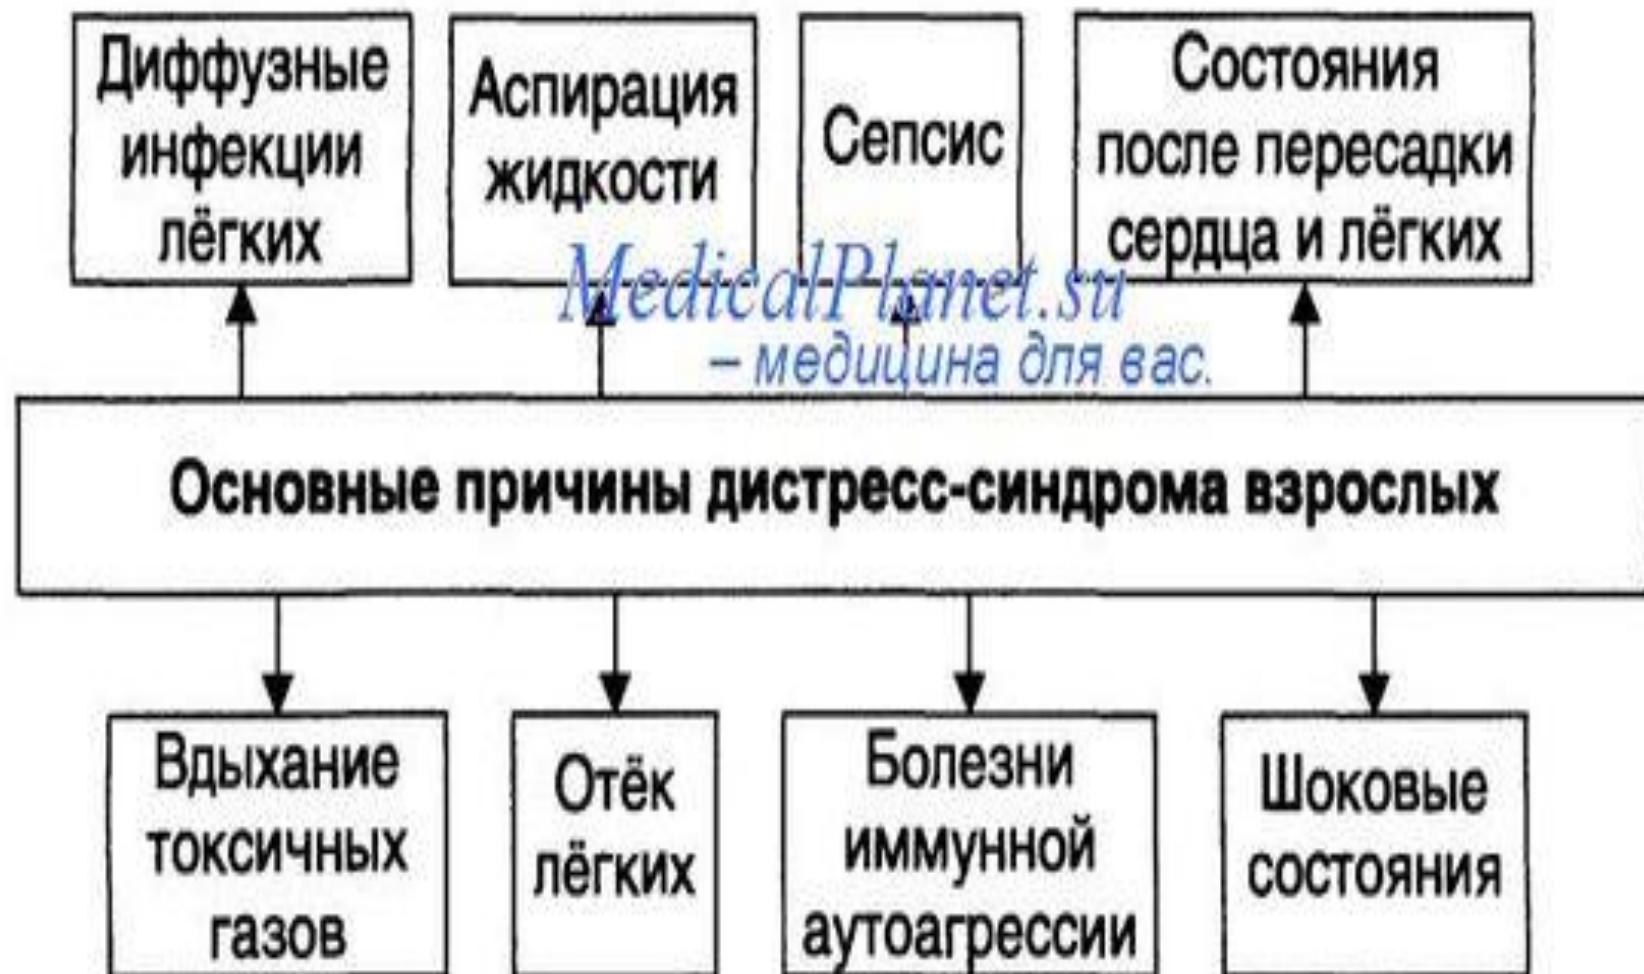 Диффузные
инфекции
лёгких
Аспирация
жидкости
Сепсис
Состояния
после пересадки
сердца и лёгких
MedicalPlanet.su
– медицина для вас.
Основные причины дистресс-синдрома взрослых
Вдыхание
токсичных
газов
Отёк
лёгких
Болезни
иммунной
аутоагрессии
Шоковые
состояния